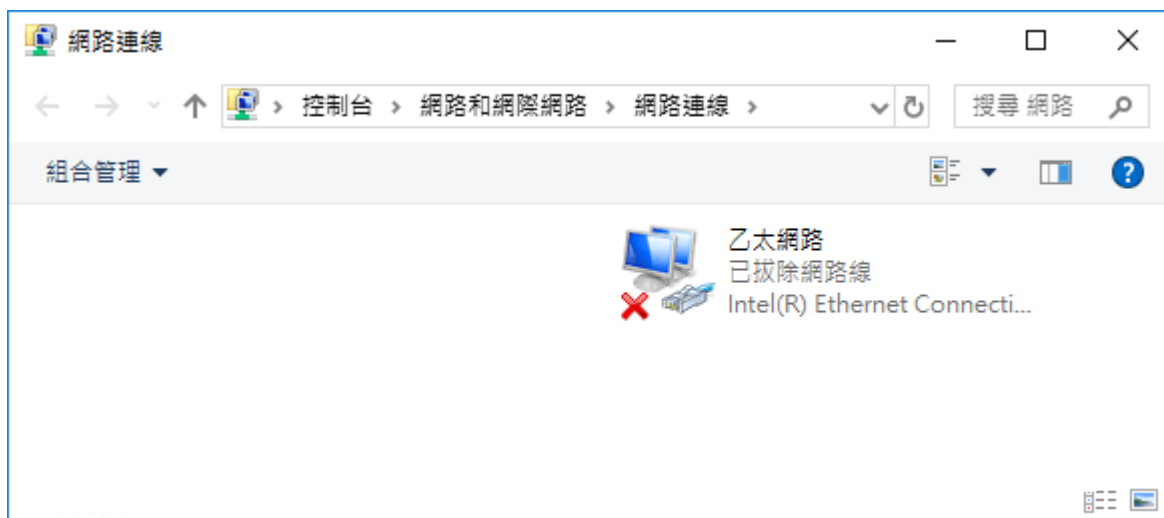 網路連線
控制台 › 網路和網際網路 › 網路連線 ›
搜尋 網路
組合管理
乙太網路
已拔除網路線
Intel(R) Ethernet Connecti...